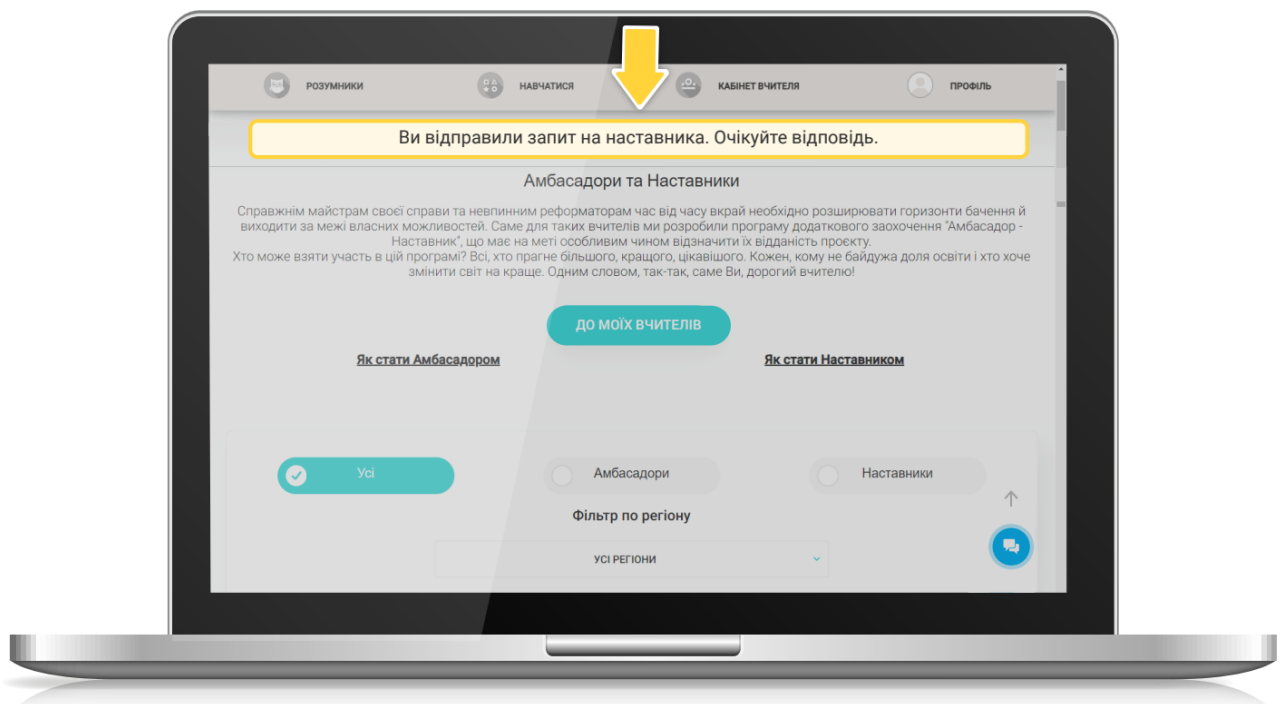 РОЗУМНИКИ
НАВЧАТИСЯ
КАБІНЕТ ВЧИТЕЛЯ
ПРОФІЛЬ
Ви відправили запит на наставника. Очікуйте відповідь.
Амбасадори та Наставники
Справжнім майстрам своєї справи та невпинним реформаторам час від часу вкрай необхідно розширювати горизонти бачення й
виходити за межі власних можливостей. Саме для таких вчителів ми розробили програму додаткового заохочення "Амбасадор -
Наставник", що має на меті особливим чином відзначити їх відданість проєкту.
Хто може взяти участь в цій програмі? Всі, хто прагне більшого, кращого, цікавішого. Кожен, кому не байдужа доля освіти і хто хоче
змінити світ на краще. Одним словом, так-так, саме Ви, дорогий вчителю!
ДО МОЇХ ВЧИТЕЛІВ
Як стати Амбасадором
Як стати Наставником
Усі
Амбасадори
Наставники
Фільтр по регіону
УСІ РЕГІОНИ